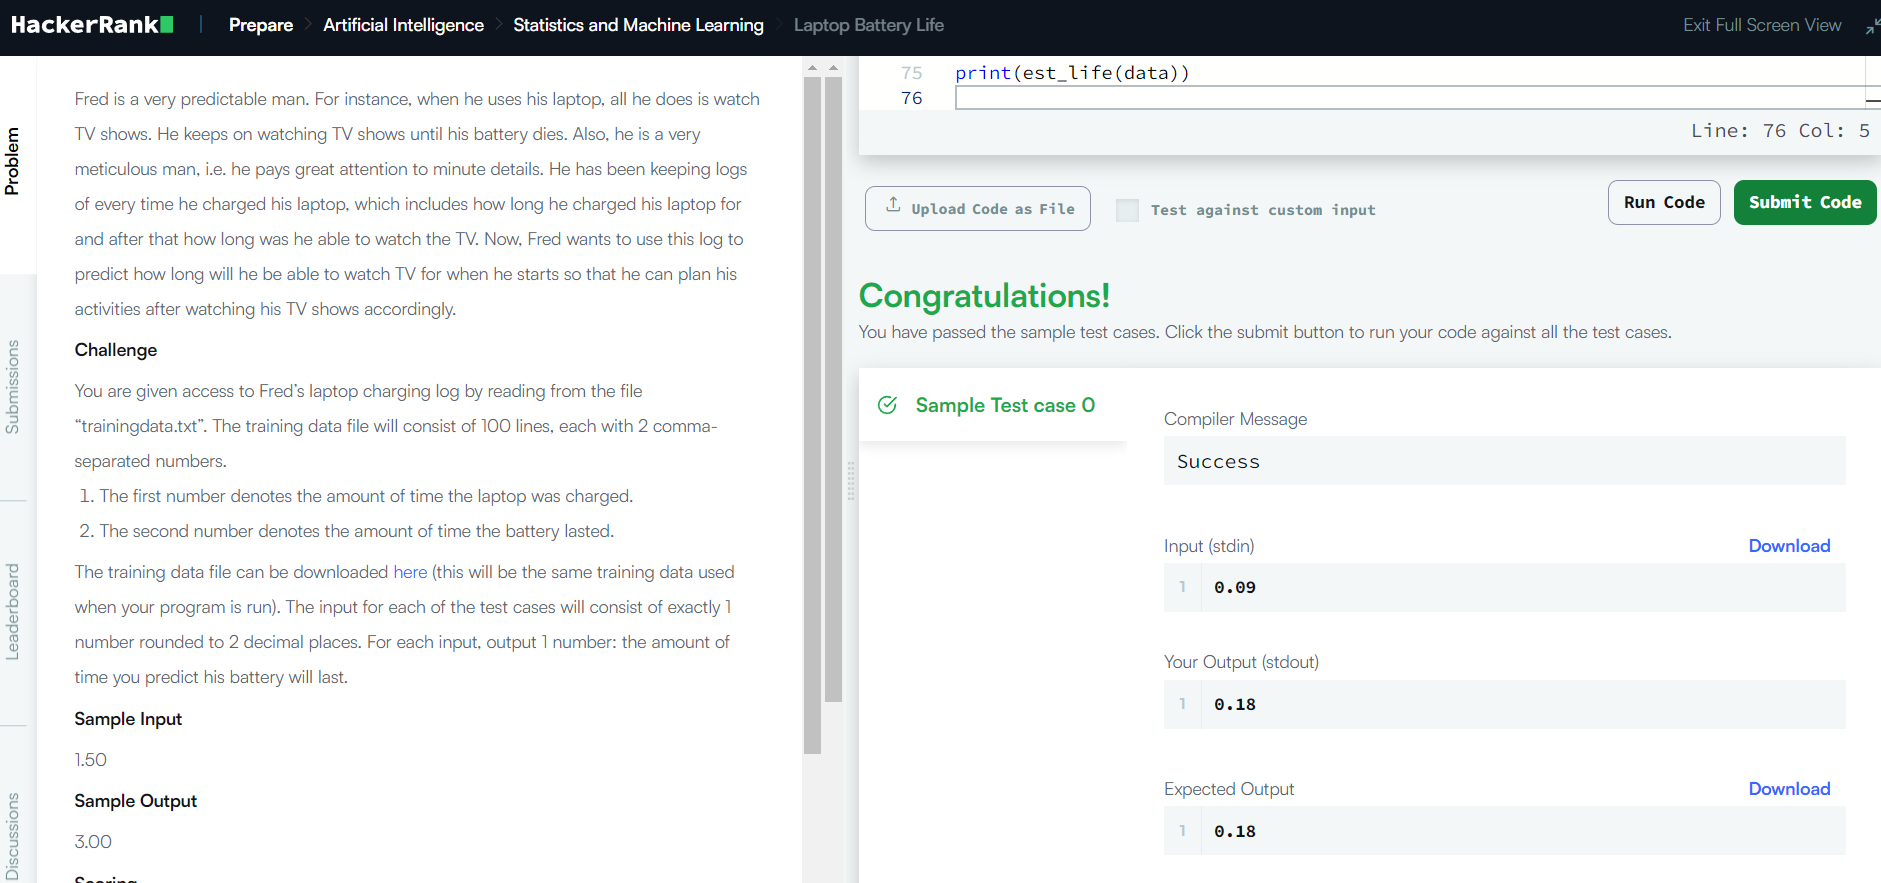 HackerRank
Prepare
Artificial Intelligence
Statistics and Machine Learning
Laptop Battery Life
Exit Full Screen View
Problem
Submissions
Leaderboard
Discussions
Fred is a very predictable man. For instance, when he uses his laptop, all he does is watch
TV shows. He keeps on watching TV shows until his battery dies. Also, he is a very
meticulous man, i.e. he pays great attention to minute details. He has been keeping logs
of every time he charged his laptop, which includes how long he charged his laptop for
and after that how long was he able to watch the TV. Now, Fred wants to use this log to
predict how long will he be able to watch TV for when he starts so that he can plan his
activities after watching his TV shows accordingly.
Challenge
You are given access to Fred’s laptop charging log by reading from the file
“trainingdata.txt”. The training data file will consist of 100 lines, each with 2 comma-
separated numbers.
1. The first number denotes the amount of time the laptop was charged.
2. The second number denotes the amount of time the battery lasted.
The training data file can be downloaded here (this will be the same training data used
when your program is run). The input for each of the test cases will consist of exactly 1
number rounded to 2 decimal places. For each input, output 1 number: the amount of
time you predict his battery will last.
Sample Input
1.50
Sample Output
3.00
Scoring
75 print(est_life(data))
76
Line: 76 Col: 5
Upload Code as File
Test against custom input
Run Code
Submit Code
Congratulations!
You have passed the sample test cases. Click the submit button to run your code against all the test cases.
Sample Test case 0
Compiler Message
Success
Input (stdin)
Download
1 0.09
Your Output (stdout)
1 0.18
Expected Output
Download
1 0.18